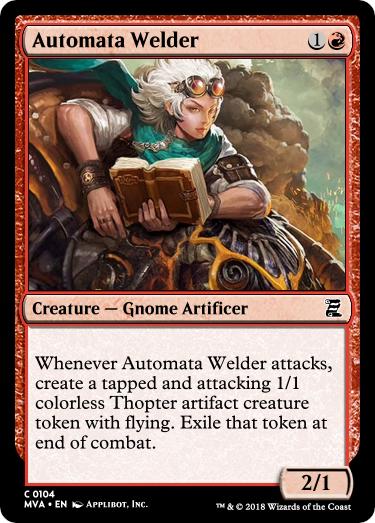 Automata Welder 1
Creature — Gnome Artificer
Whenever Automata Welder attacks,
create a tapped and attacking 1/1
colorless Thopter artifact creature
token with flying. Exile that token at
end of combat.
2/1
C 0104
MVA • EN APPLIBOT, INC.
™ & © 2018 Wizards of the Coast